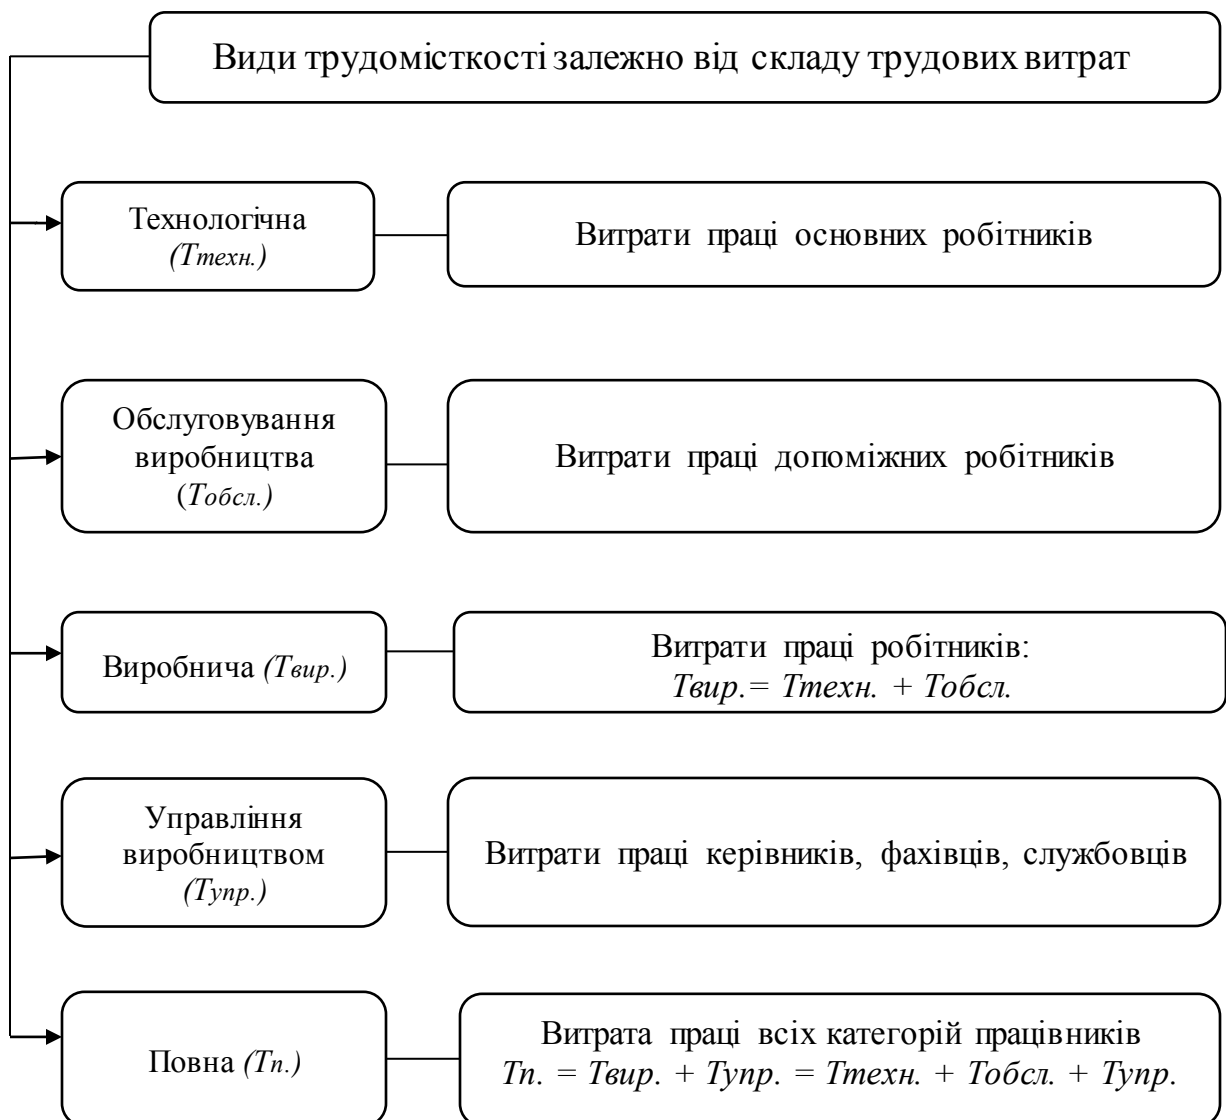 Види трудомісткості залежно від складу трудових витрат
Технологічна
(Ттехн.)
Витрати праці основних робітників
Обслуговування
виробництва
(Тобсл.)
Витрати праці допоміжних робітників
Виробнича (Твир.)
Витрати праці робітників:
Твир.= Ттехн. + Тобсл.
Управління
виробництвом
(Тупр.)
Витрати праці керівників, фахівців, службовців
Повна (Тп.)
Витрата праці всіх категорій працівників
Тп. = Твир. + Тупр. = Ттехн. + Тобсл. + Тупр.